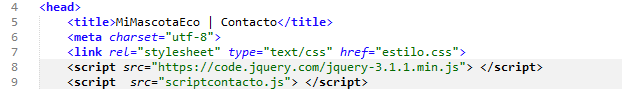 4 <head>
5 <title>MiMascotaEco | Contacto</title>
6 <meta charset="utf-8">
7 <link rel="stylesheet" type="text/css" href="estilo.css">
8 <script src="https://code.jquery.com/jquery-3.1.1.min.js"> </script>
9 <script  src="scriptcontacto.js"> </script>